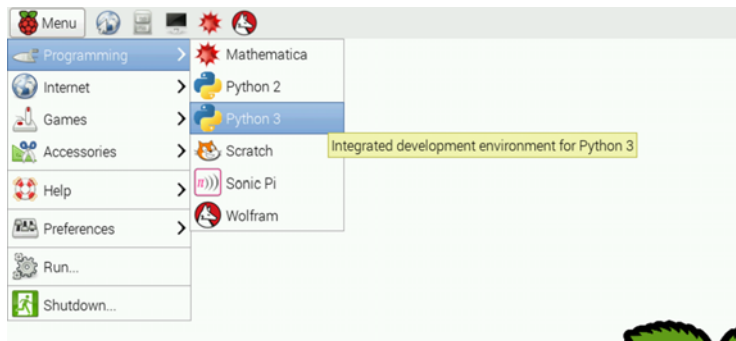 Menu
Programming
Internet
Games
Accessories
Help
Preferences
Run...
Shutdown...
Mathematica
Python 2
Python 3
Scratch
π)))
Sonic Pi
Wolfram
Integrated development environment for Python 3